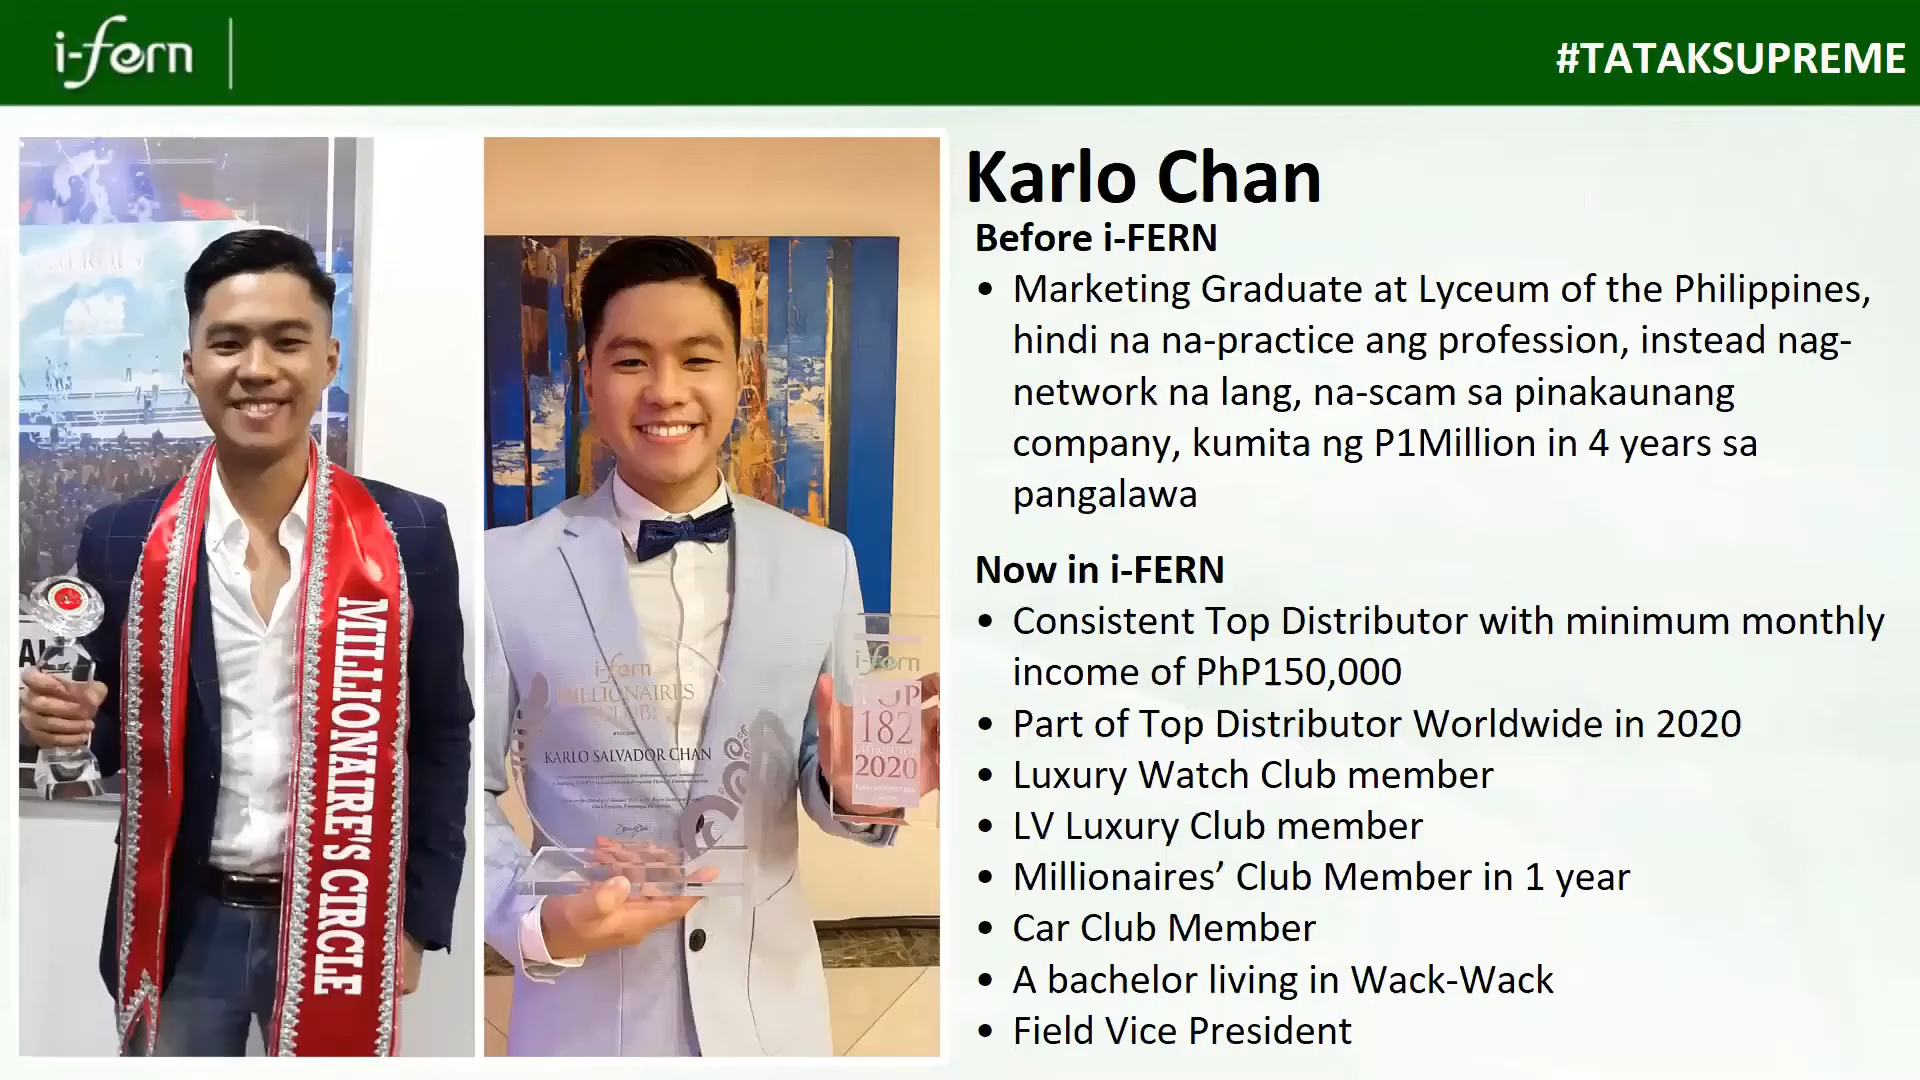 i-fern
#TATAKSUPREME
Karlo Chan
Before i-FERN
• Marketing Graduate at Lyceum of the Philippines,
hindi na na-practice ang profession, instead nag-
network na lang, na-scam sa pinakaunang
company, kumita ng P1Million in 4 years sa
pangalawa
Now in i-FERN
• Consistent Top Distributor with minimum monthly
income of PhP150,000
• Part of Top Distributor Worldwide in 2020
• Luxury Watch Club member
• LV Luxury Club member
• Millionaires’ Club Member in 1 year
• Car Club Member
• A bachelor living in Wack-Wack
• Field Vice President
MILLIONAIRE'S CIRCLE
i-fern
MILLIONAIRES
CLUB
KARLO SALVADOR CHAN
i-fern
TOP
182
2020